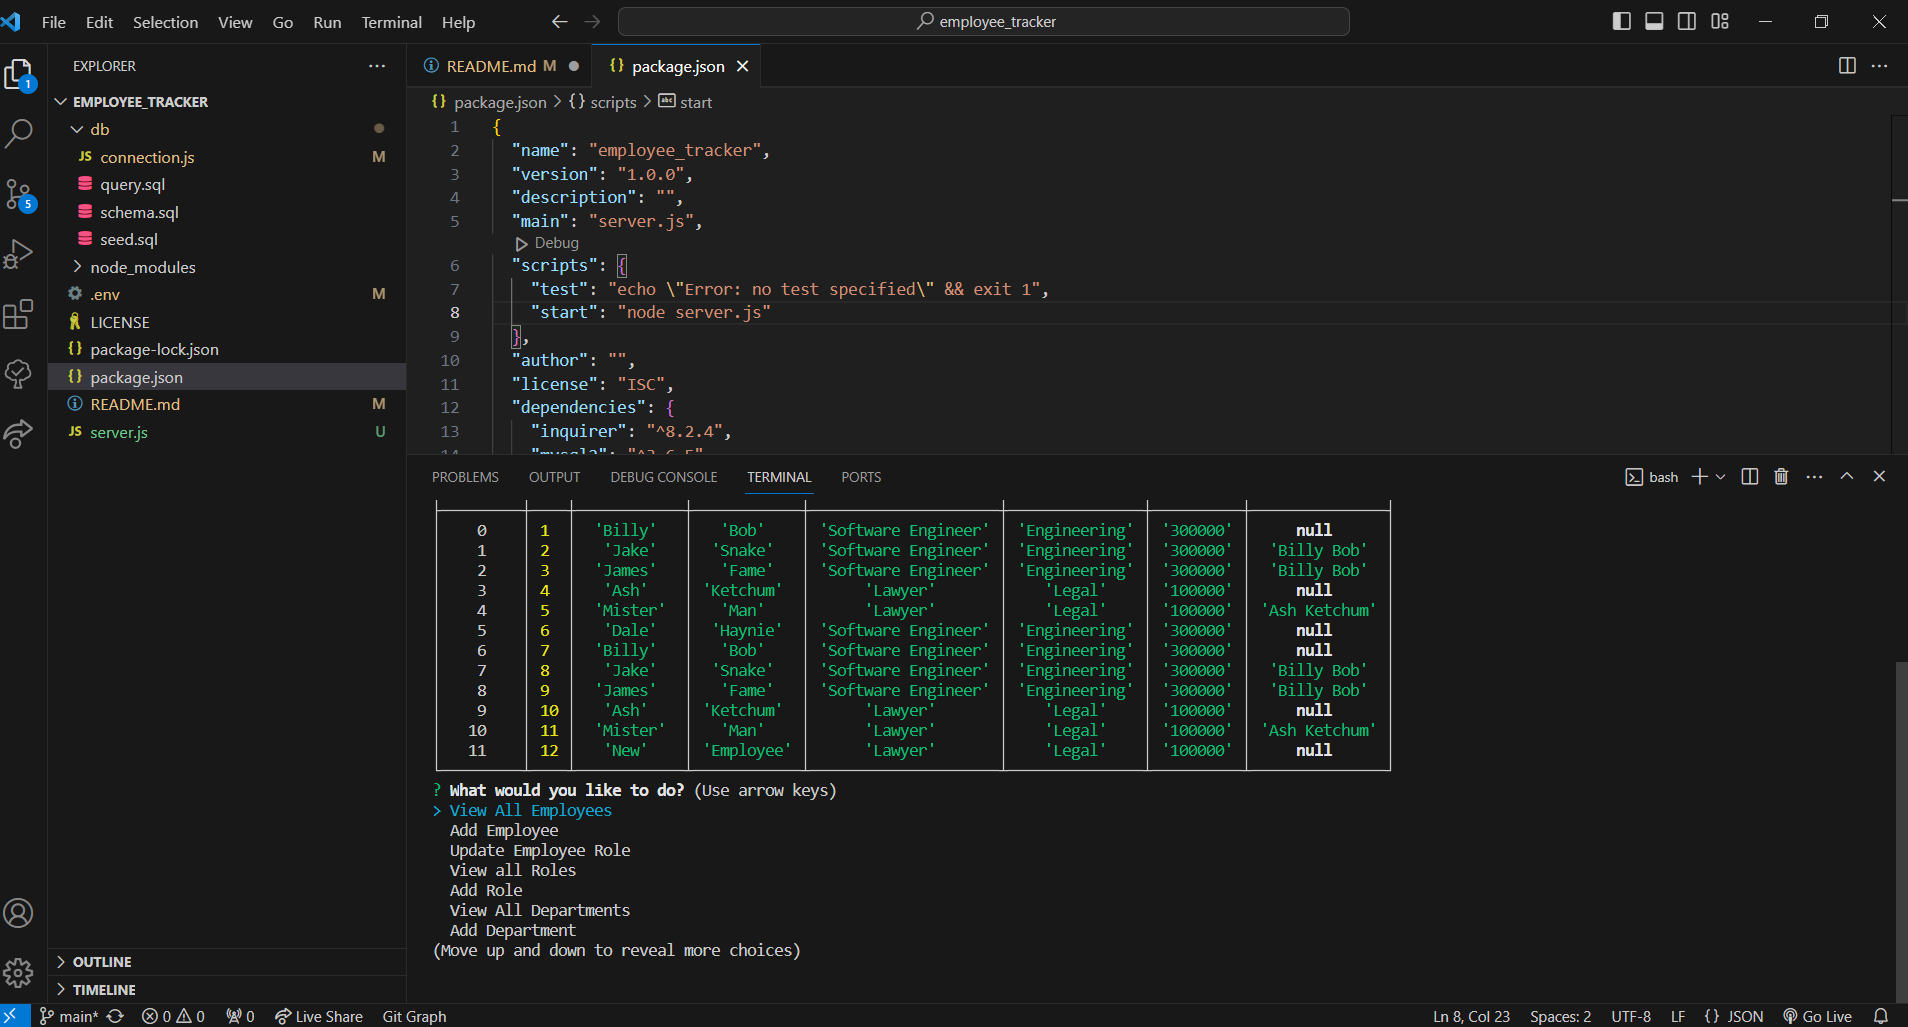 File Edit Selection View Go Run Terminal Help
employee_tracker
EXPLORER
1
EMPLOYEE_TRACKER
db
JS connection.js M
query.sql
5
schema.sql
seed.sql
node_modules
.env M
LICENSE
{} package-lock.json
{} package.json
README.md M
JS server.js U
OUTLINE
TIMELINE
README.md M
{} package.json
{} package.json > {} scripts > abc start
1 {
2 "name": "employee_tracker",
3 "version": "1.0.0",
4 "description": "",
5 "main": "server.js",
Debug
6 "scripts": {
7 "test": "echo \"Error: no test specified\" && exit 1",
8 "start": "node server.js"
9 },
10 "author": "",
11 "license": "ISC",
12 "dependencies": {
13 "inquirer": "^8.2.4",
14 "mysql2": "^3.6.5"
PROBLEMS OUTPUT DEBUG CONSOLE TERMINAL PORTS
bash
0 1 'Billy' 'Bob' 'Software Engineer' 'Engineering' '300000' null
1 2 'Jake' 'Snake' 'Software Engineer' 'Engineering' '300000' 'Billy Bob'
2 3 'James' 'Fame' 'Software Engineer' 'Engineering' '300000' 'Billy Bob'
3 4 'Ash' 'Ketchum' 'Lawyer' 'Legal' '100000' null
4 5 'Mister' 'Man' 'Lawyer' 'Legal' '100000' 'Ash Ketchum'
5 6 'Dale' 'Haynie' 'Software Engineer' 'Engineering' '300000' null
6 7 'Billy' 'Bob' 'Software Engineer' 'Engineering' '300000' null
7 8 'Jake' 'Snake' 'Software Engineer' 'Engineering' '300000' 'Billy Bob'
8 9 'James' 'Fame' 'Software Engineer' 'Engineering' '300000' 'Billy Bob'
9 10 'Ash' 'Ketchum' 'Lawyer' 'Legal' '100000' null
10 11 'Mister' 'Man' 'Lawyer' 'Legal' '100000' 'Ash Ketchum'
11 12 'New' 'Employee' 'Lawyer' 'Legal' '100000' null
? What would you like to do? (Use arrow keys)
> View All Employees
Add Employee
Update Employee Role
View all Roles
Add Role
View All Departments
Add Department
(Move up and down to reveal more choices)
main* 0 0 0 Live Share Git Graph Ln 8, Col 23 Spaces: 2 UTF-8 LF {} JSON Go Live